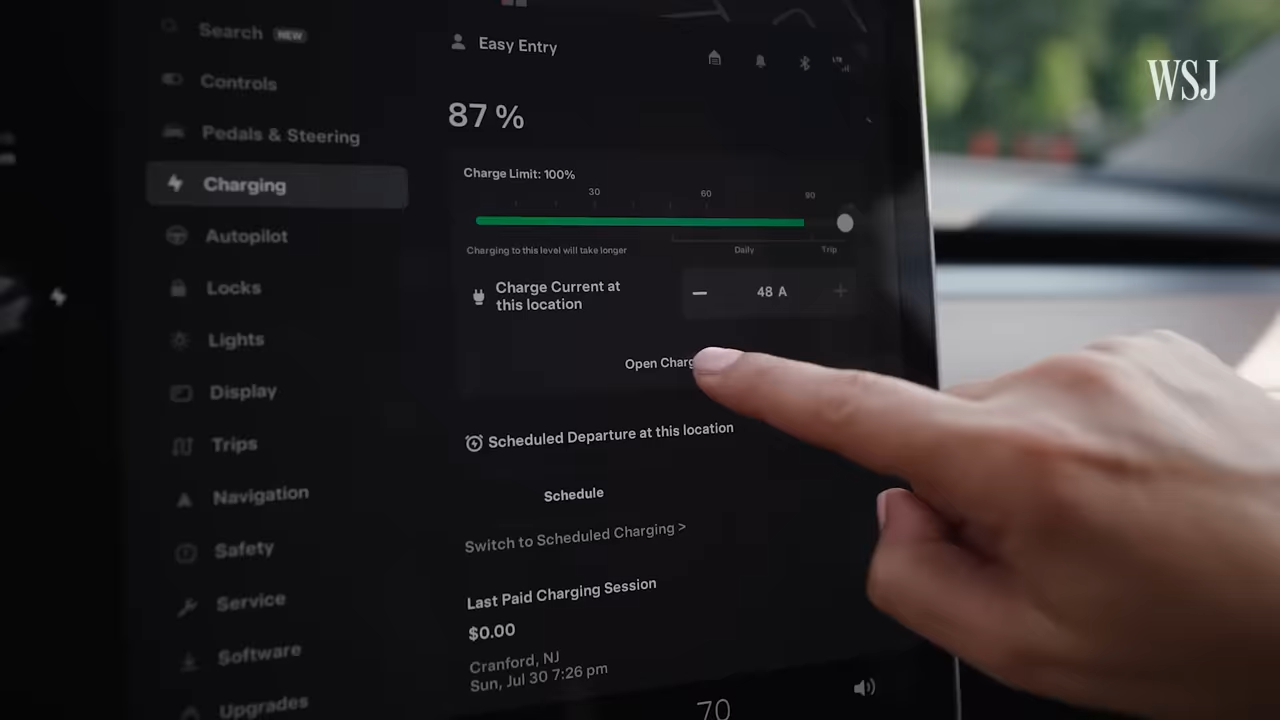 Search NEW
Controls
Pedals & Steering
Charging
Autopilot
Locks
Lights
Display
Trips
Navigation
Safety
Service
Software
Upgrades
Easy Entry
LTE
87 %
Charge Limit: 100%
30 60 90
Charging to this level will take longer
Daily Trip
Charge Current at
this location
48 A
Open Charg
Scheduled Departure at this location
Schedule
Switch to Scheduled Charging >
Last Paid Charging Session
$0.00
Cranford, NJ
Sun, Jul 30 7:26 pm
70
WSJ